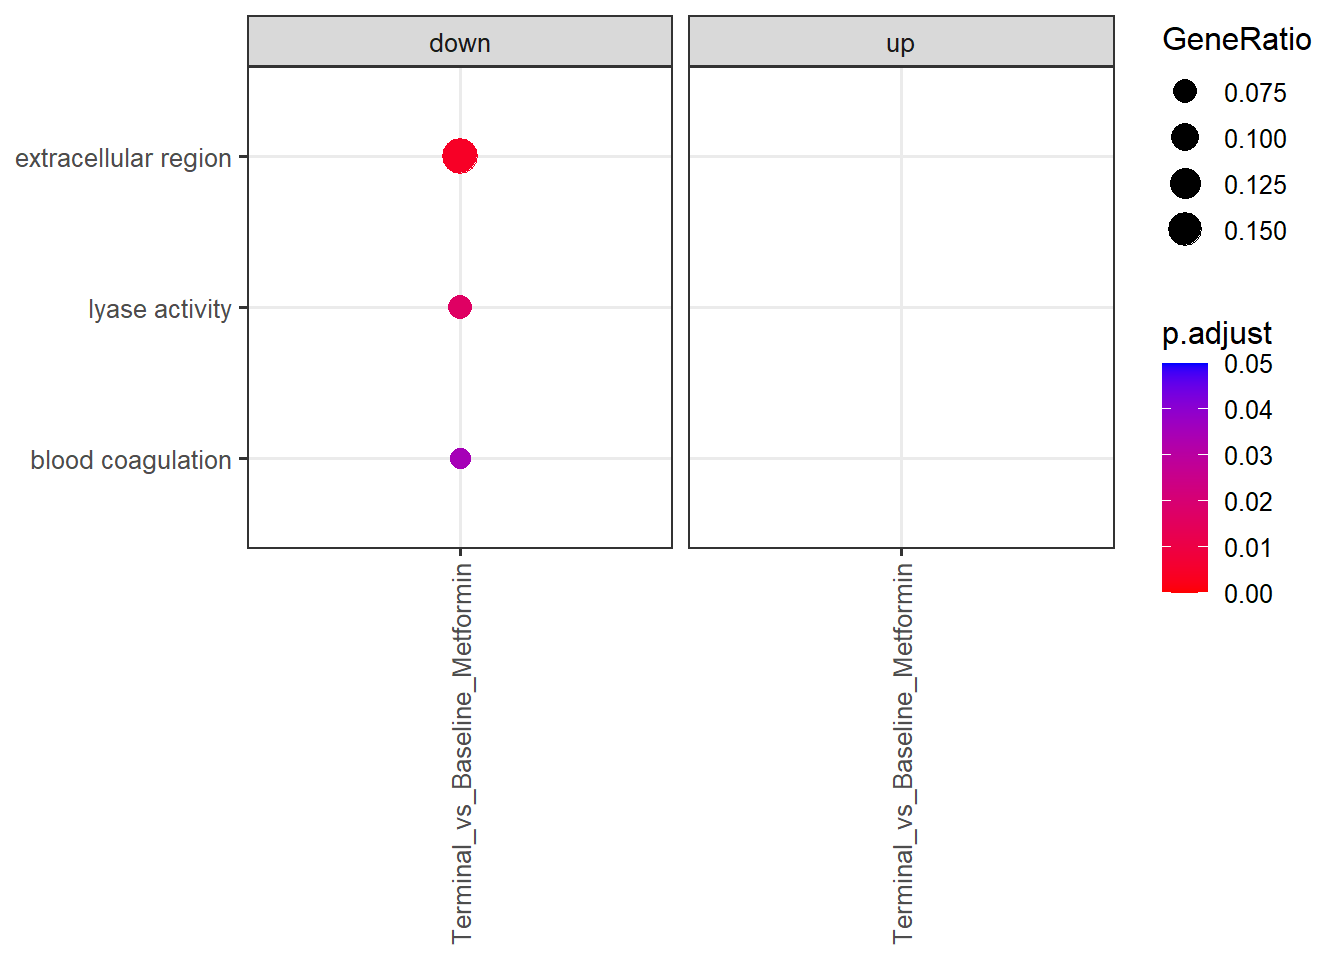 down
up
extracellular region
lyase activity
blood coagulation
Terminal_vs_Baseline_Metformin
Terminal_vs_Baseline_Metformin
GeneRatio
0.075
0.100
0.125
0.150
p.adjust
0.05
0.04
0.03
0.02
0.01
0.00